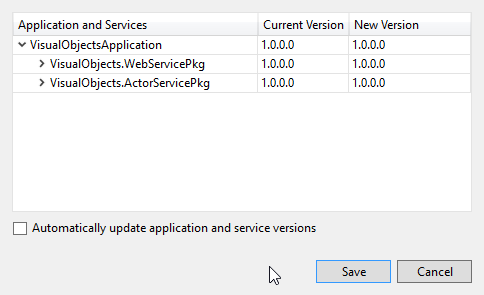 Application and Services Current Version New Version
VisualObjectsApplication 1.0.0.0 1.0.0.0
VisualObjects.WebServicePkg 1.0.0.0 1.0.0.0
VisualObjects.ActorServicePkg 1.0.0.0 1.0.0.0
Automatically update application and service versions
Save Cancel